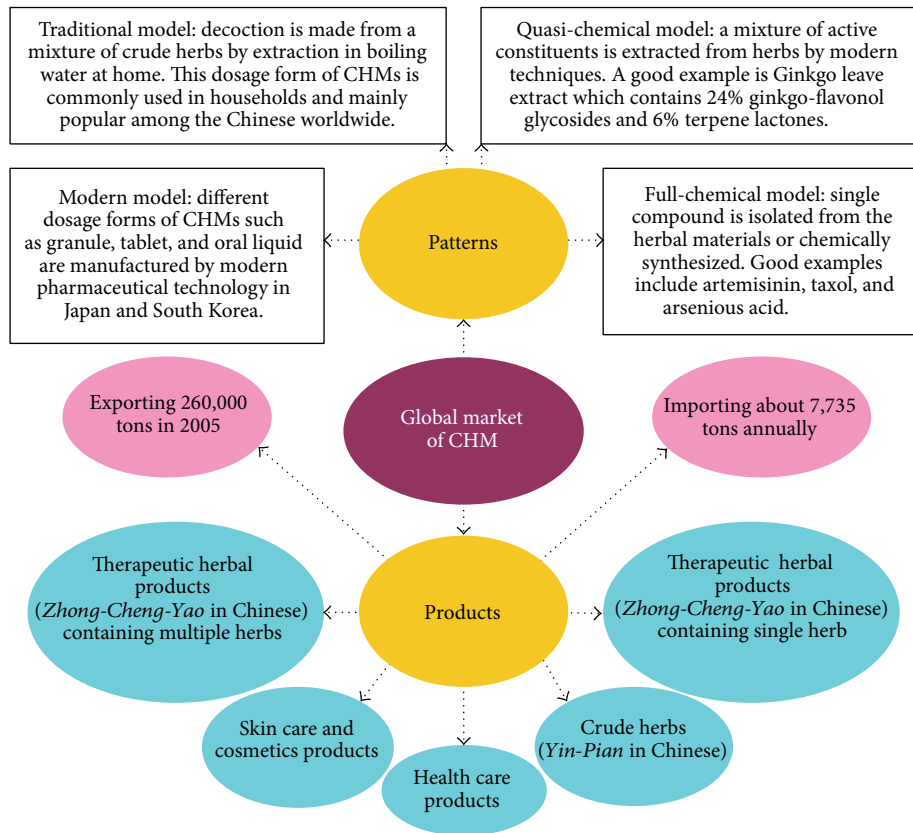 Traditional model: decoction is made from
a mixture of crude herbs by extraction in boiling
water at home. This dosage form of CHMs is
commonly used in households and mainly
popular among the Chinese worldwide.
Quasi-chemical model: a mixture of active
constituents is extracted from herbs by modern
techniques. A good example is Ginkgo leave
extract which contains 24% ginkgo-flavonol
glycosides and 6% terpene lactones.
Modern model: different
dosage forms of CHMs such
as granule, tablet, and oral liquid
are manufactured by modern
pharmaceutical technology in
Japan and South Korea.
Patterns
Full-chemical model: single
compound is isolated from the
herbal materials or chemically
synthesized. Good examples
include artemisinin, taxol, and
arsenious acid.
Exporting 260,000
tons in 2005
Global market
of CHM
Importing about 7,735
tons annually
Therapeutic herbal
products
(Zhong-Cheng-Yao in Chinese)
containing multiple herbs
Products
Therapeutic herbal
products
(Zhong-Cheng-Yao in Chinese)
containing single herb
Skin care and
cosmetics products
Health care
products
Crude herbs
(Yin-Pian in Chinese)